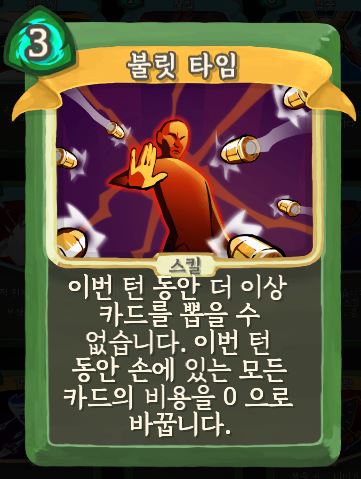 3
불릿 타임
스킬
이번 턴 동안 더 이상
카드를 뽑을 수
없습니다. 이번 턴
동안 손에 있는 모든
카드의 비용을 0 으로
바꿉니다.